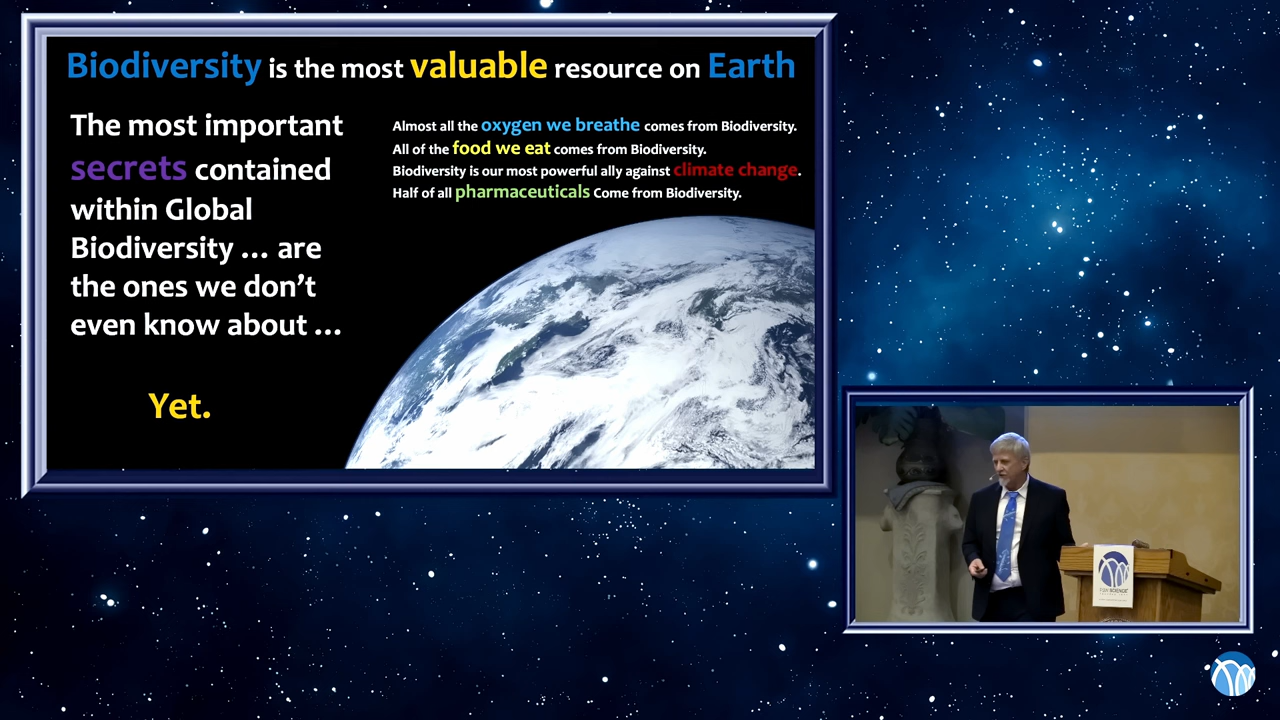 Biodiversity is the most valuable resource on Earth
The most important
secrets contained
within Global
Biodiversity ... are
the ones we don't
even know about ...
Yet.
Almost all the oxygen we breathe comes from Biodiversity.
All of the food we eat comes from Biodiversity.
Biodiversity is our most powerful ally against climate change.
Half of all pharmaceuticals Come from Biodiversity.